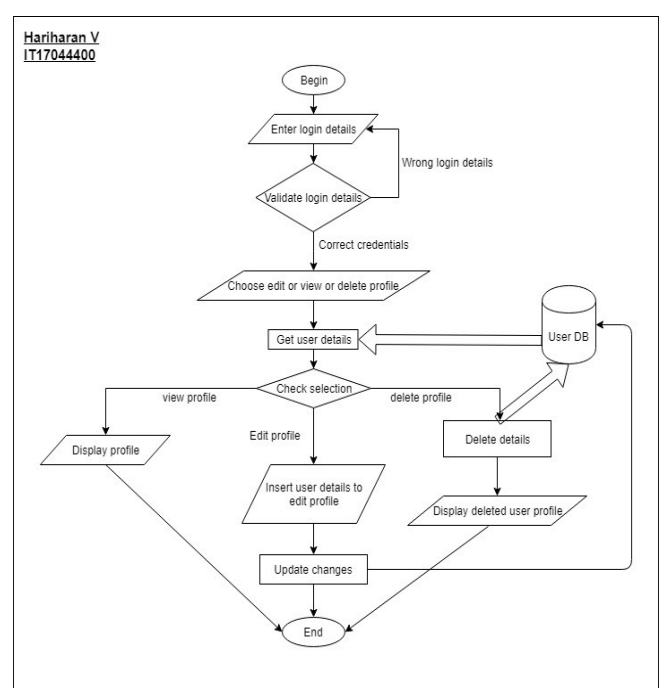 Hariharan V
IT17044400
Begin
Enter login details
Wrong login details
Validate login details
Correct credentials
Choose edit or view or delete profile
Get user details
User DB
Check selection
view profile
delete profile
Edit profile
Display profile
Delete details
Insert user details to
edit profile
Display deleted user profile
Update changes
End